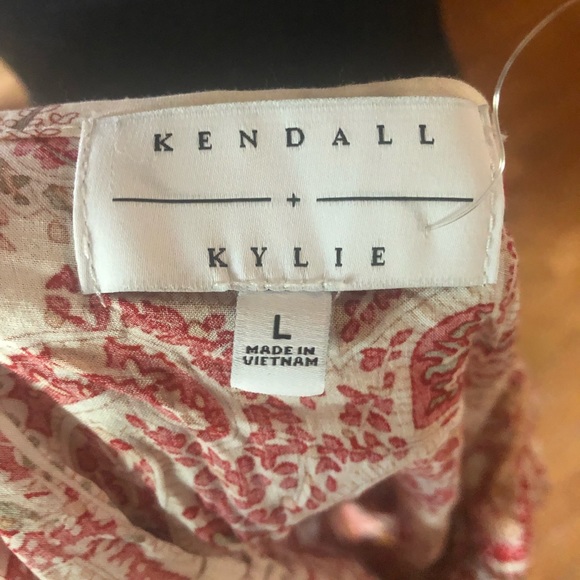 KENDALL
+
KYLIE
L
MADE IN
VIETNAM